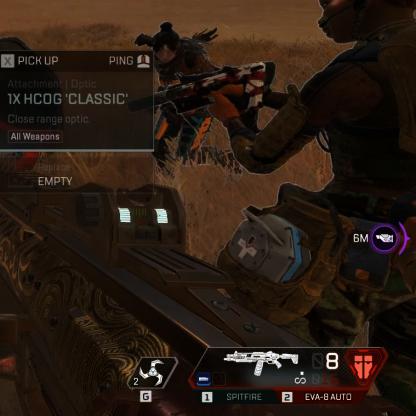 X PICK UP PING
Attachment | Optic
1X HCOG 'CLASSIC'
Close range optic.
All Weapons
Replace
EMPTY
6M
2
G
8
1 SPITFIRE 2 EVA-8 AUTO